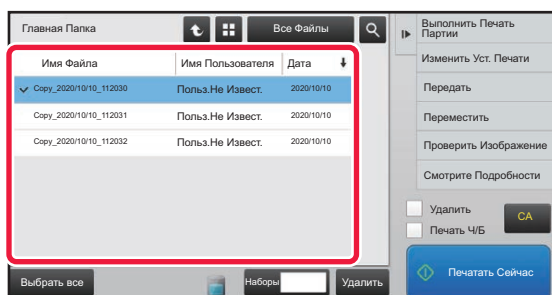 Главная Папка
Все Файлы
Имя Файла Имя Пользователя Дата
Copy_2020/10/10_112030 Польз.Не Извест. 2020/10/10
Copy_2020/10/10_112031 Польз.Не Извест. 2020/10/10
Copy_2020/10/10_112032 Польз.Не Извест. 2020/10/10
Выбрать все
Наборы
Удалить
Выполнить Печать
Партии
Изменить Уст. Печати
Передать
Переместить
Проверить Изображение
Смотрите Подробности
Удалить
Печать Ч/Б
CA
Печатать Сейчас